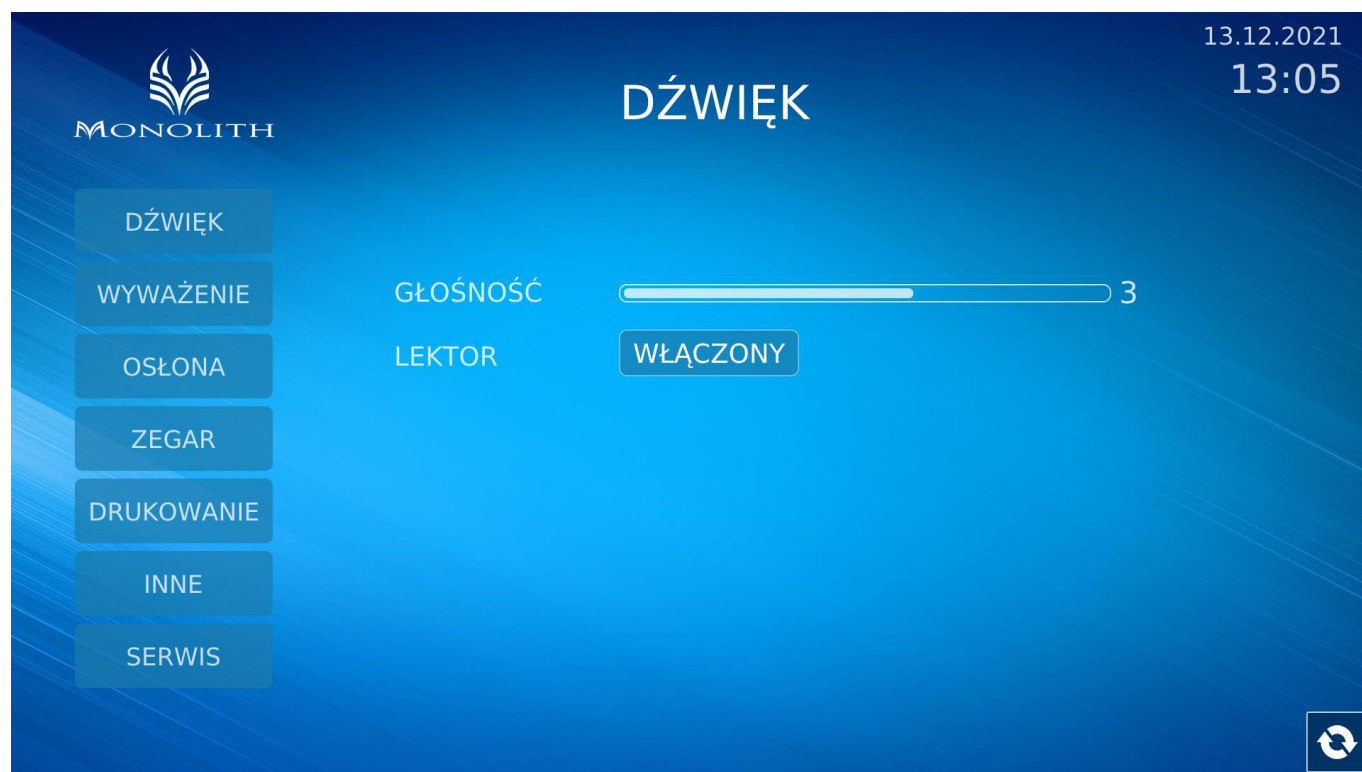 13.12.2021
13:05
MONOLITH
DŹWIĘK
DŹWIĘK
WYWAŻENIE
OSŁONA
ZEGAR
DRUKOWANIE
INNE
SERWIS
GŁOŚNOŚĆ 3
LEKTOR WŁĄCZONY